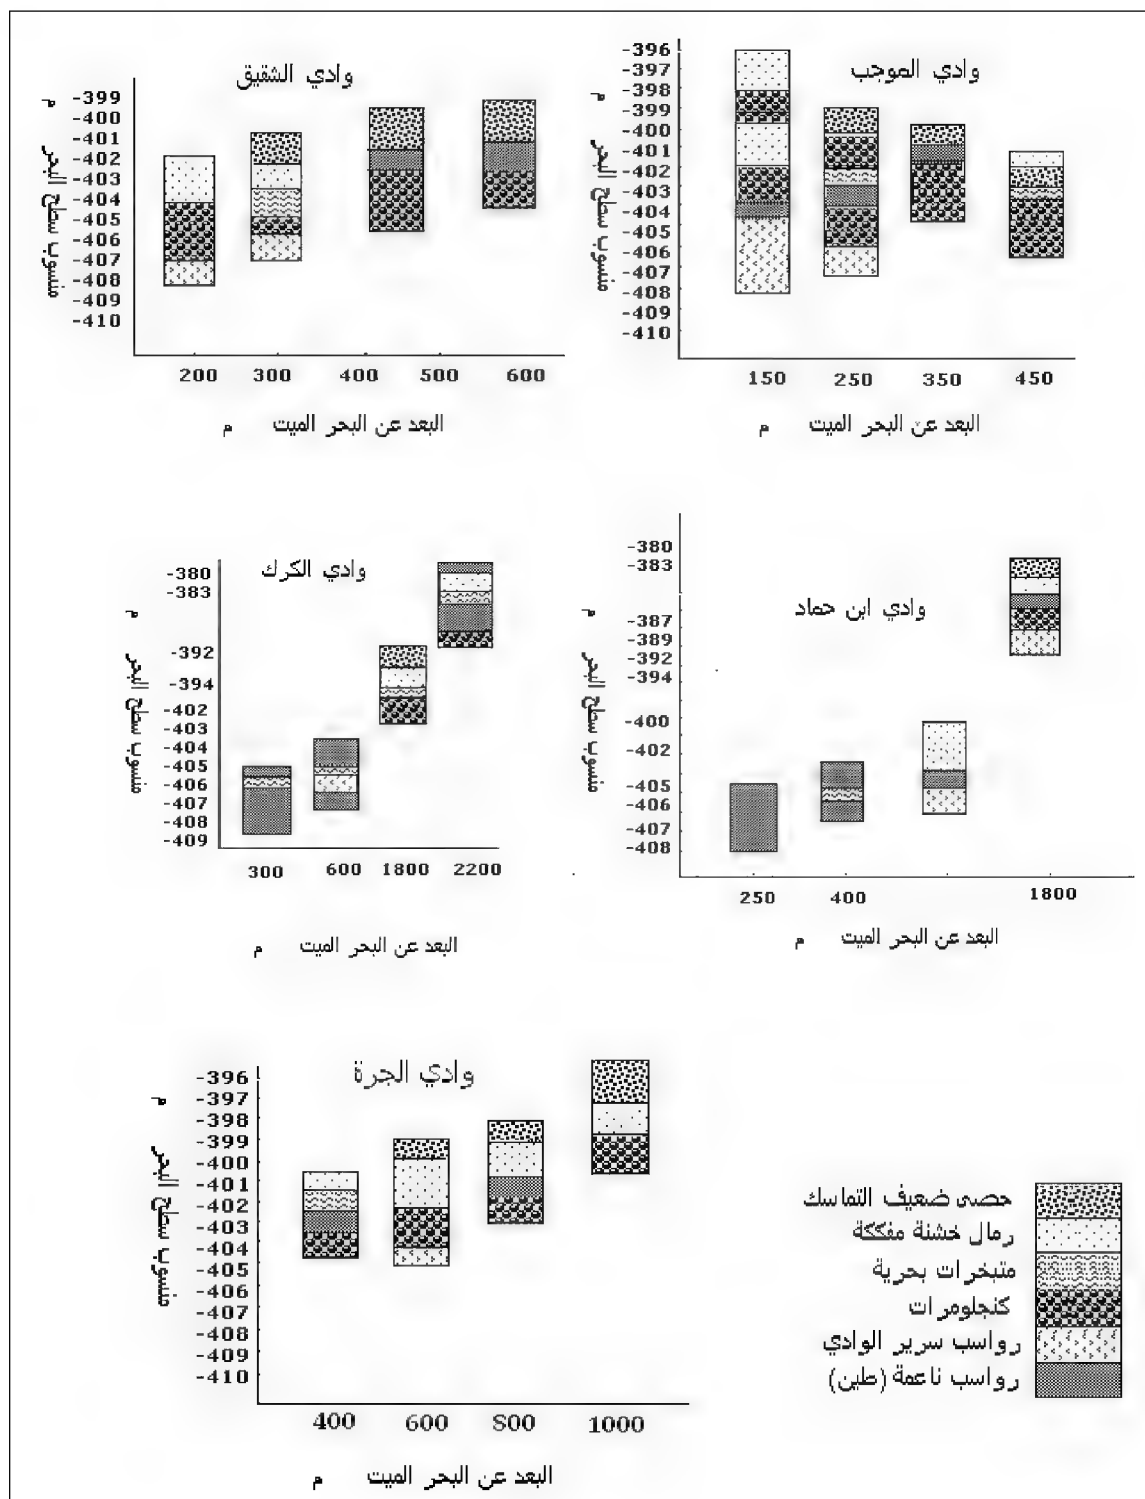 وادي الشقيق
منسوب سطح البحر م
-399
-400
-401
-402
-403
-404
-405
-406
-407
-408
-409
-410
200 300 400 500 600
البعد عن البحر الميت م
وادي الموجب
منسوب سطح البحر م
-396
-397
-398
-399
-400
-401
-402
-403
-404
-405
-406
-407
-408
-409
-410
150 250 350 450
البعد عن البحر الميت م
وادي الكرك
منسوب سطح البحر م
-380
-383
-392
-394
-402
-403
-404
-405
-406
-407
-408
-409
300 600 1800 2200
البعد عن البحر الميت م
وادي ابن حماد
منسوب سطح البحر م
-380
-383
-387
-389
-392
-394
-400
-402
-405
-406
-407
-408
250 400 1800
البعد عن البحر الميت م
وادي الجرة
منسوب سطح البحر م
-396
-397
-398
-399
-400
-401
-402
-403
-404
-405
-406
-407
-408
-409
-410
400 600 800 1000
البعد عن البحر الميت م
حصى ضعيف التماسك
رمال خشنة مفككة
متبخرات بحرية
كنجلومرات
رواسب سرير الوادي
رواسب ناعمة (طين)